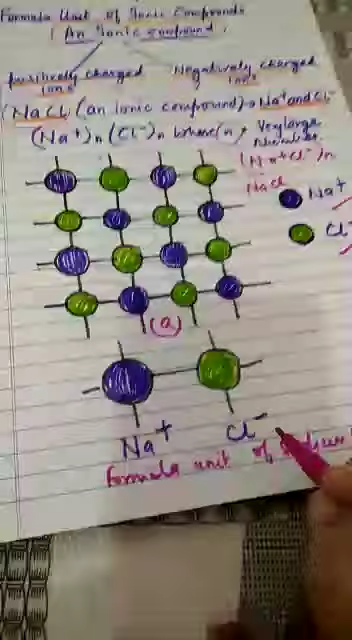 Formula Unit of Ionic Compounds
(An Ionic compound)
positively charged ions
Negatively charged ions
(NaCl (an ionic compound) → Na⁺ and Cl⁻
(Na⁺)n (Cl⁻)n where (n) → Very large Number
(Na+Cl⁻)n
NaCl
Na⁺
Cl⁻
(a)
Na⁺
Cl⁻
Formula unit of